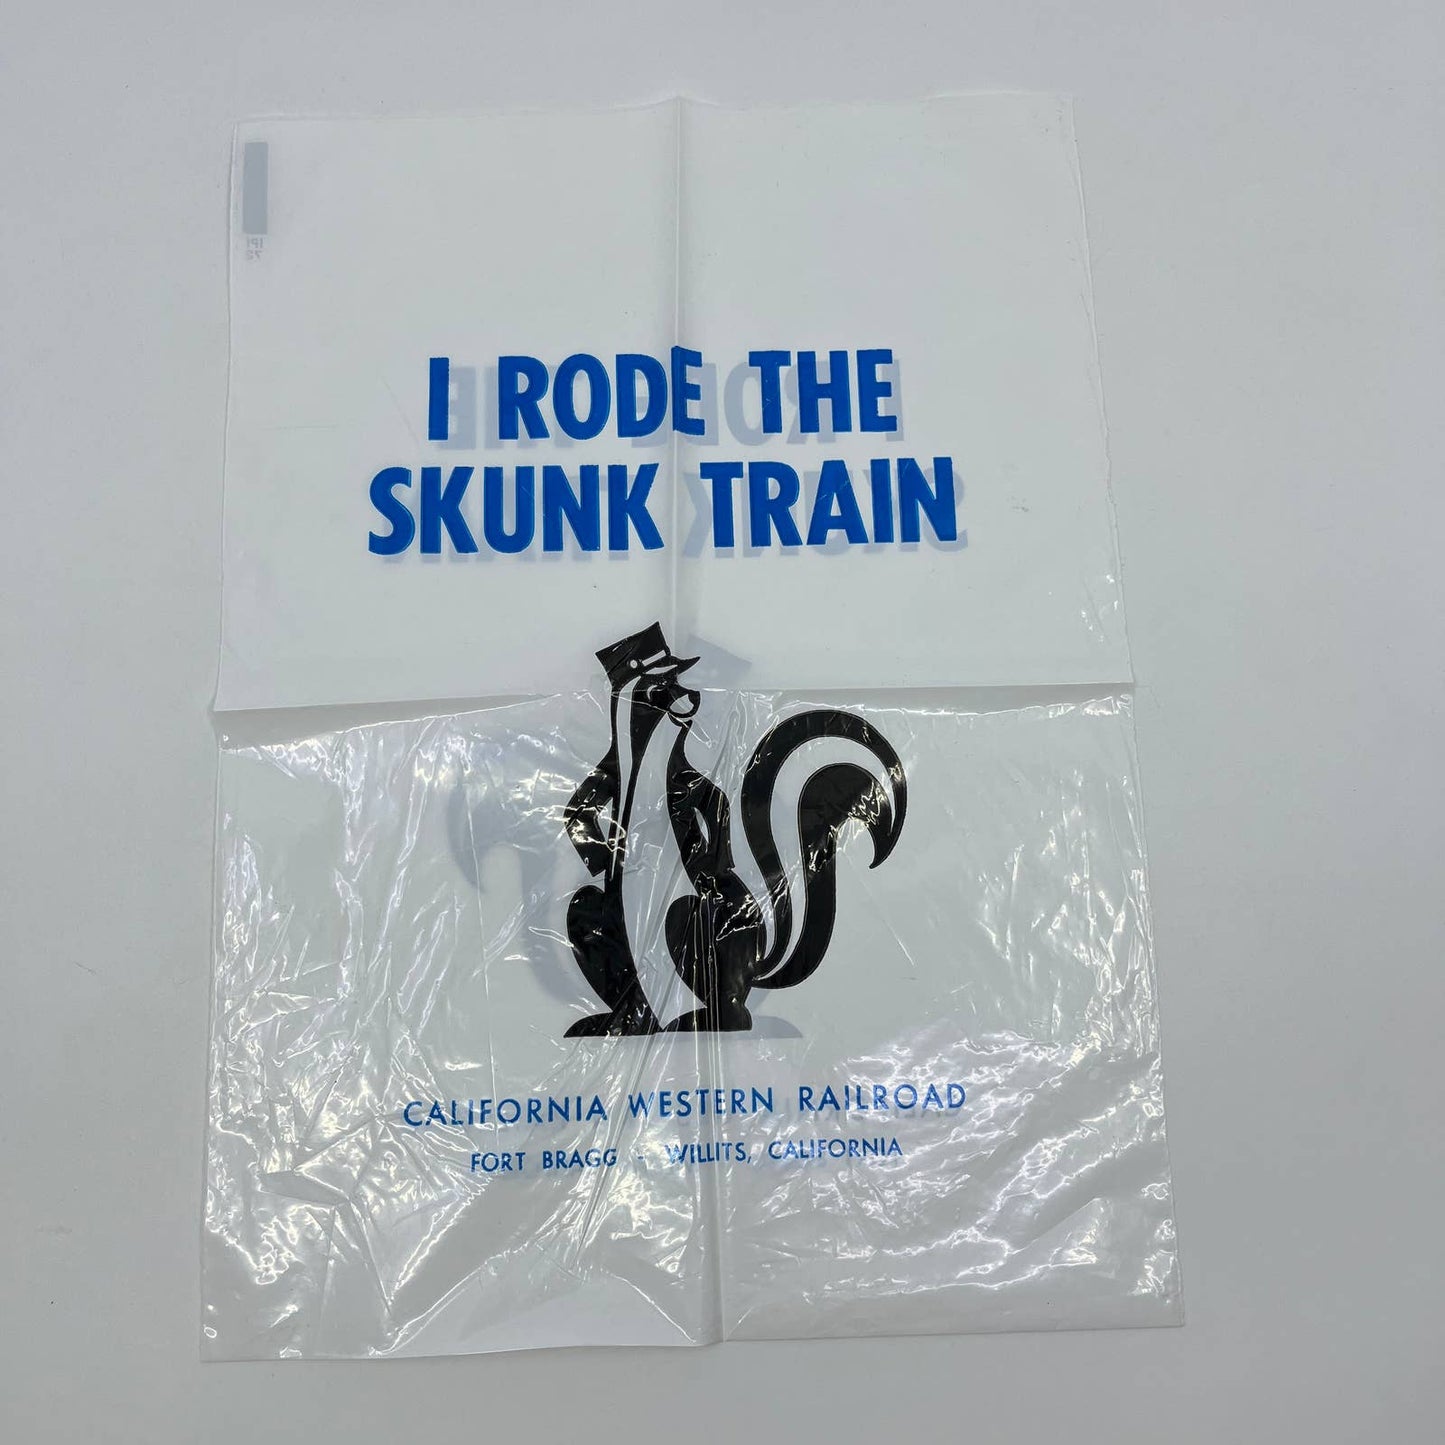 I RODE THE
SKUNK TRAIN
CALIFORNIA WESTERN RAILROAD
FORT BRAGG - WILLITS, CALIFORNIA